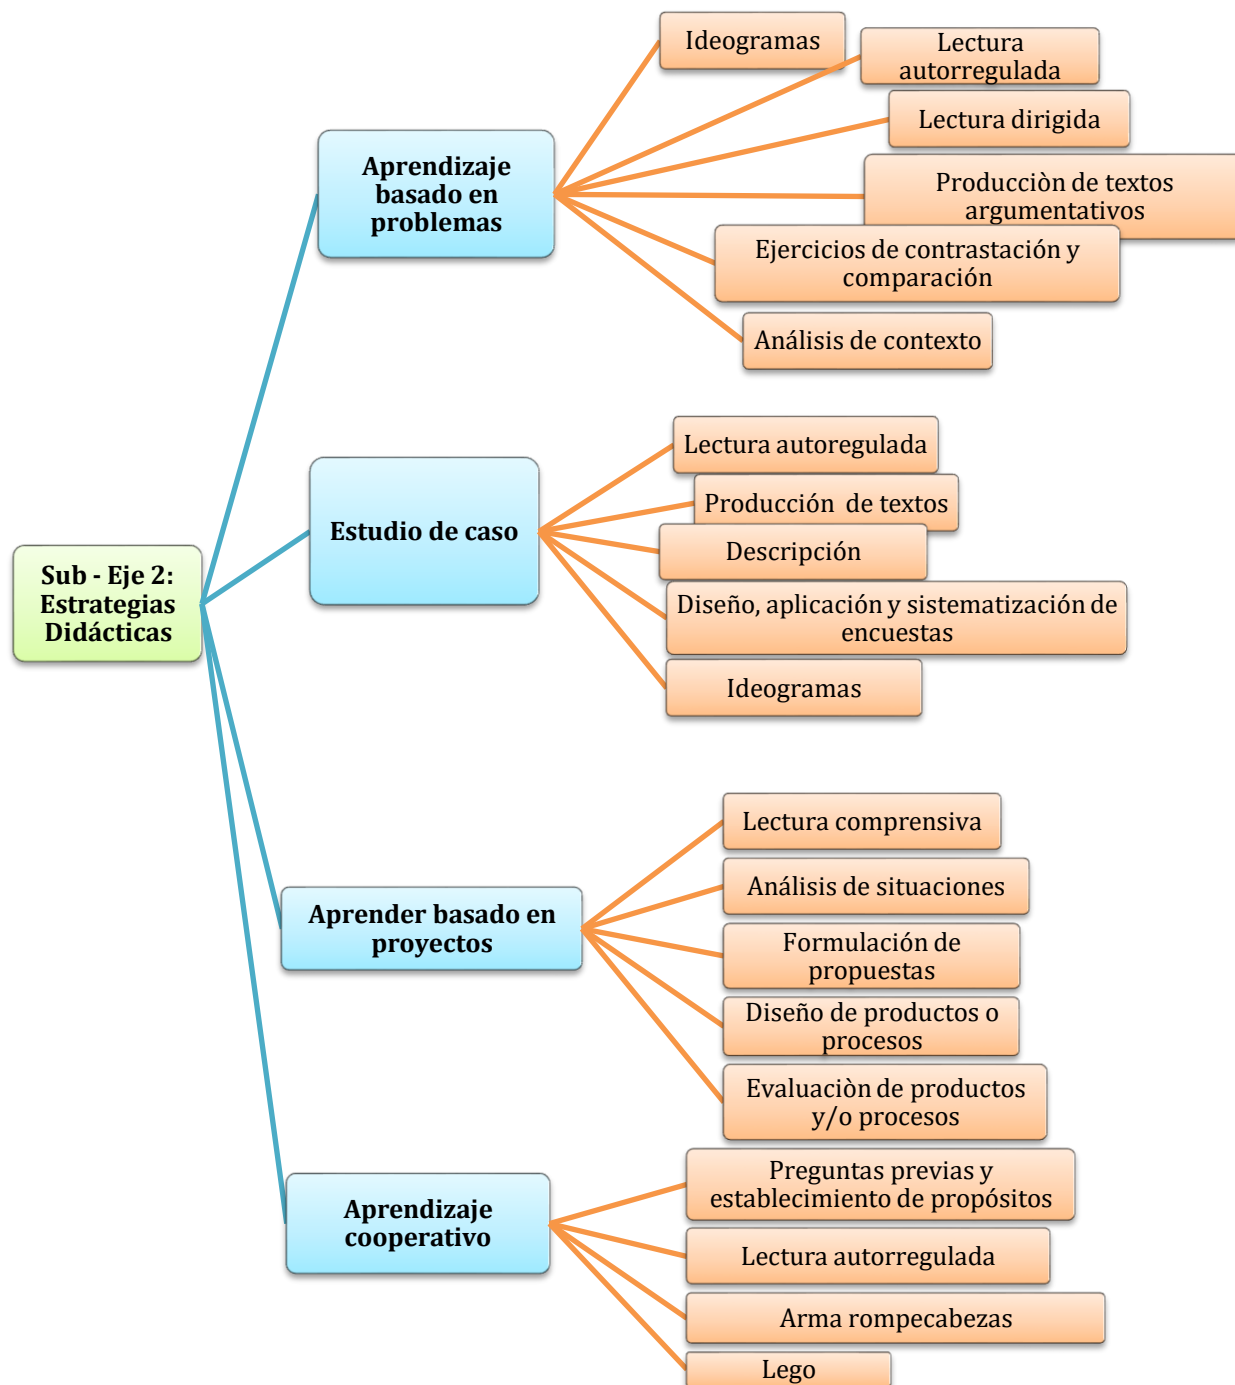 Sub - Eje 2:
Estrategias
Didácticas
Aprendizaje
basado en
problemas
Ideogramas
Lectura
autorregulada
Lectura dirigida
Producciòn de textos
argumentativos
Ejercicios de contrastación y
comparación
Análisis de contexto
Estudio de caso
Lectura autoregulada
Producción  de textos
Descripción
Diseño, aplicación y sistematización de
encuestas
Ideogramas
Aprender basado en
proyectos
Lectura comprensiva
Análisis de situaciones
Formulación de
propuestas
Diseño de productos o
procesos
Evaluaciòn de productos
y/o procesos
Aprendizaje
cooperativo
Preguntas previas y
establecimiento de propósitos
Lectura autorregulada
Arma rompecabezas
Lego